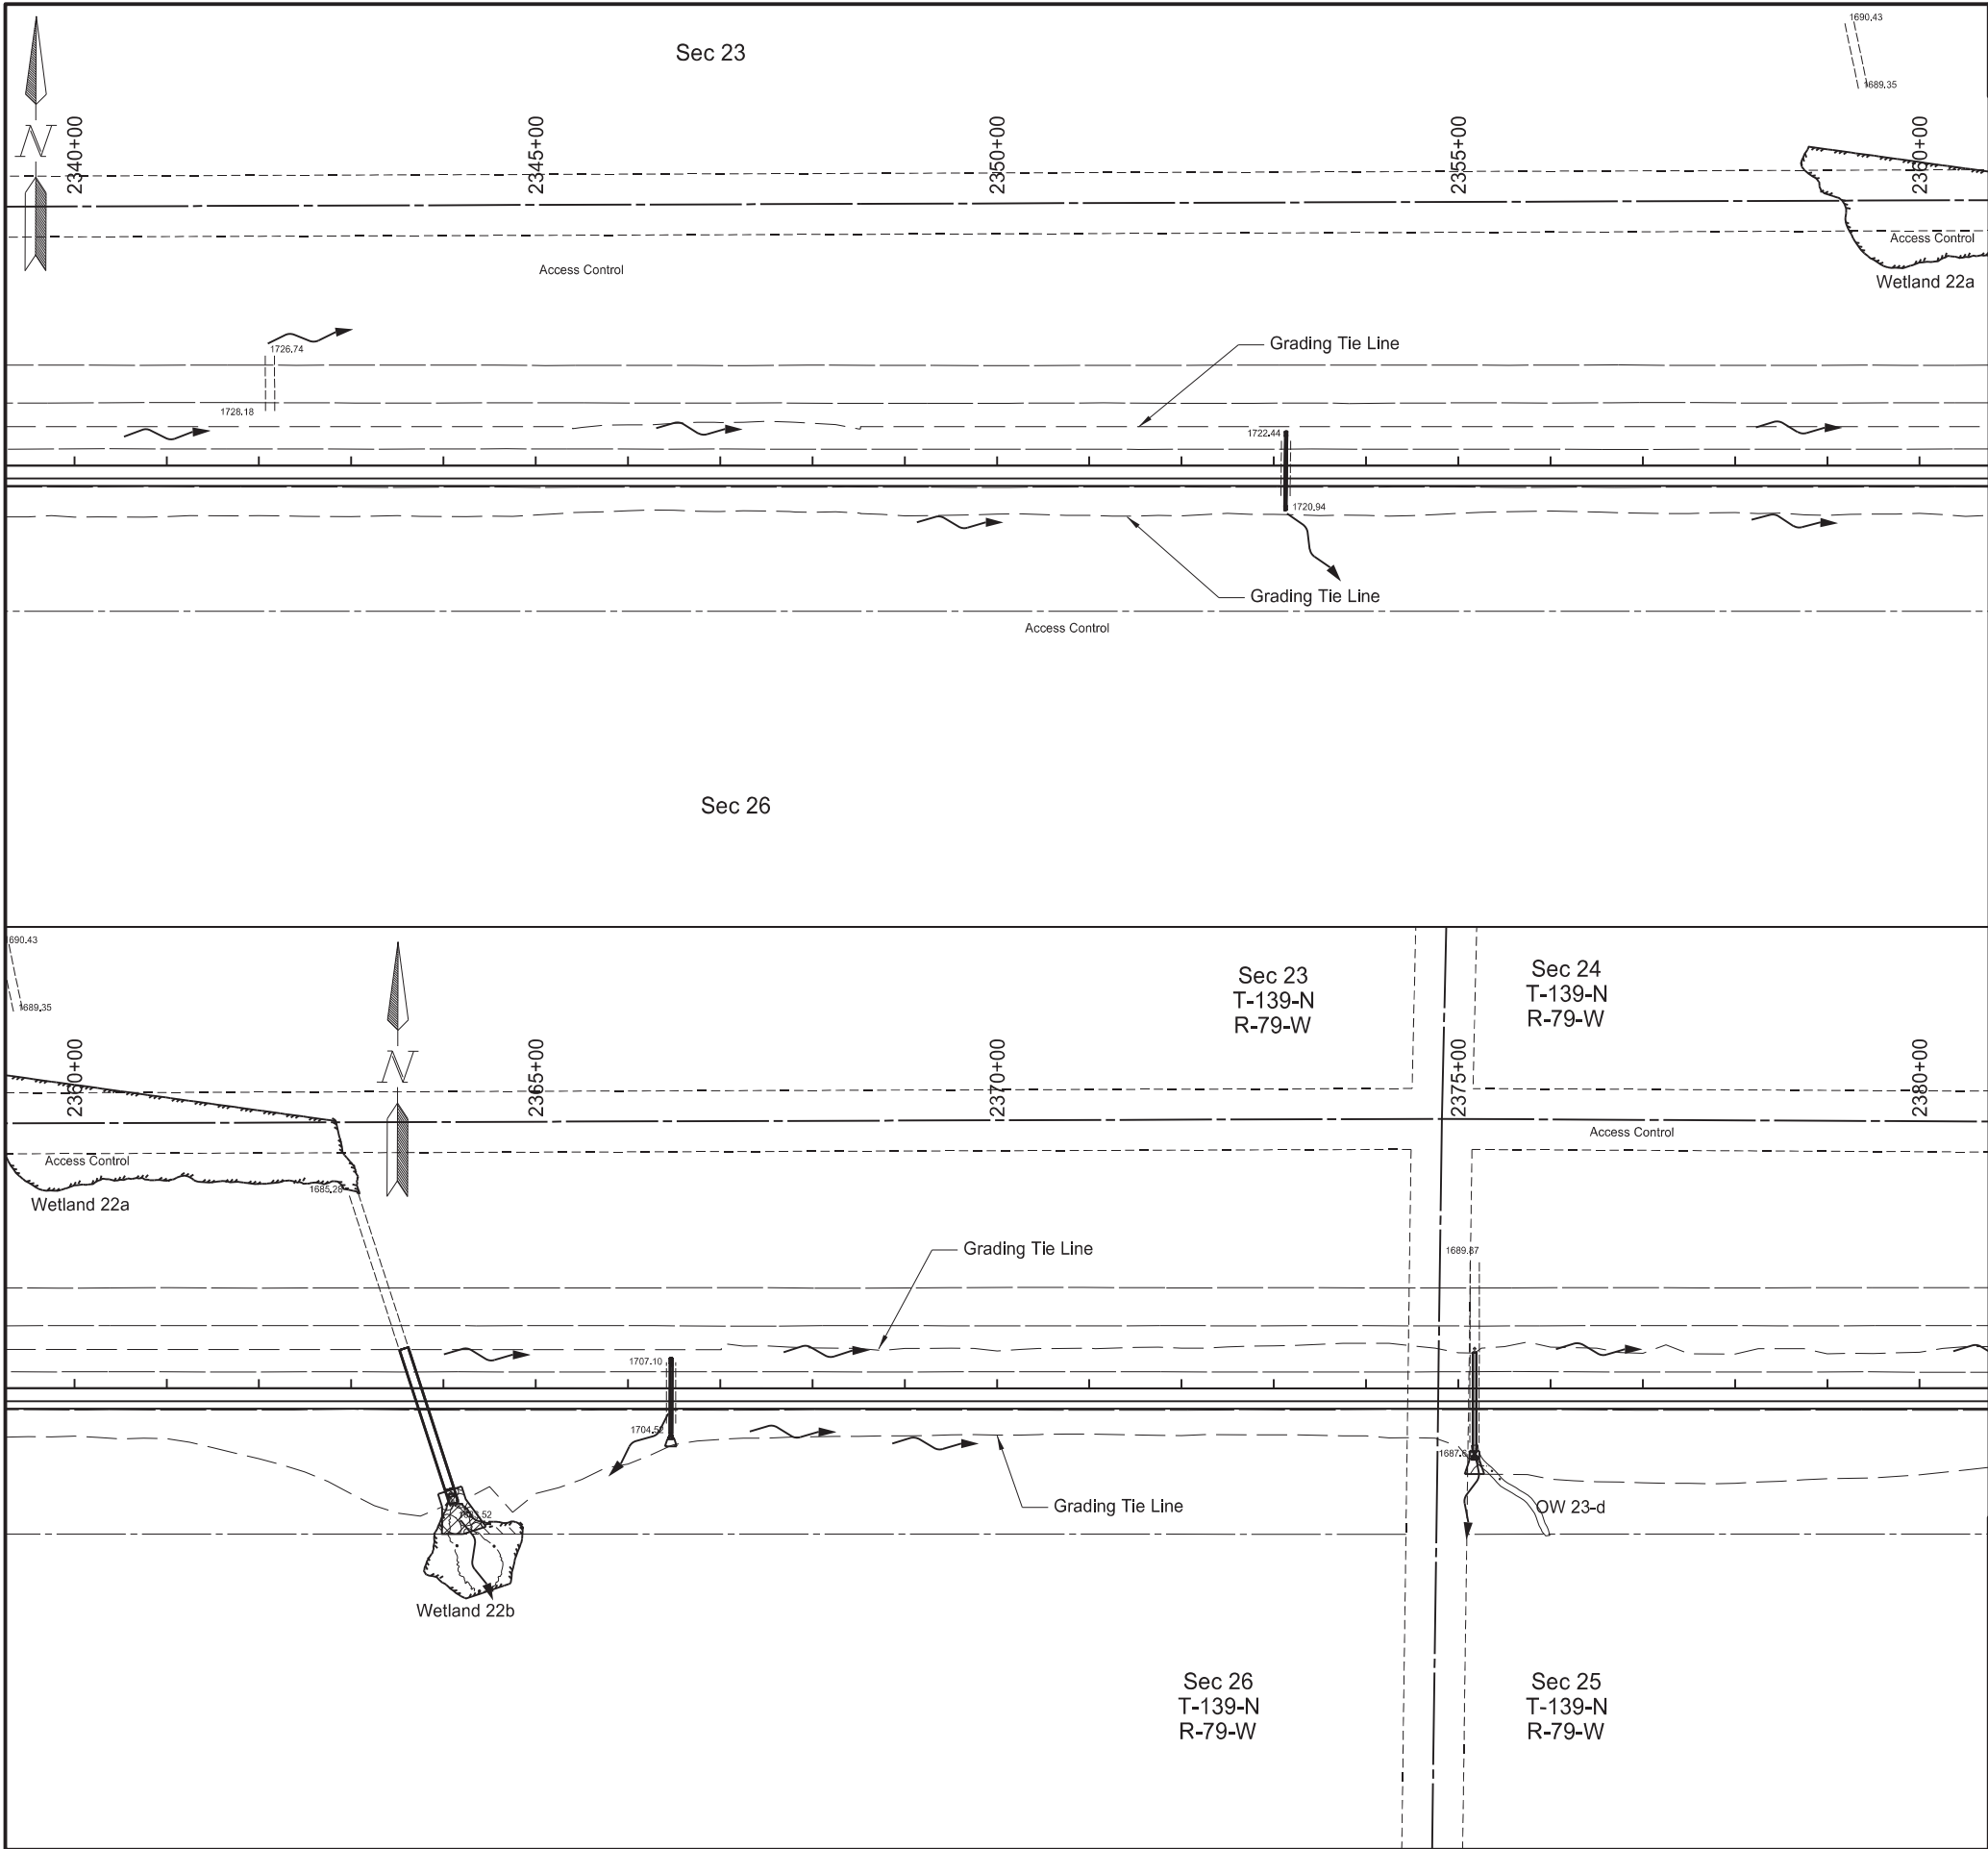 Sec 23
1690.43
1689.35
N
2340+00
2345+00
2350+00
2355+00
2360+00
Access Control
Access Control
Wetland 22a
1726.74
1728.18
Grading Tie Line
1722.44
1720.94
Grading Tie Line
Access Control
Sec 26
690.43
1689.35
Sec 23
T-139-N
R-79-W
Sec 24
T-139-N
R-79-W
N
2360+00
2365+00
2370+00
2375+00
2380+00
Access Control
Access Control
Wetland 22a
1685.28
Grading Tie Line
1689.87
1707.10
1704.52
1687.6
Grading Tie Line
OW 23-d
Wetland 22b
Sec 26
T-139-N
R-79-W
Sec 25
T-139-N
R-79-W